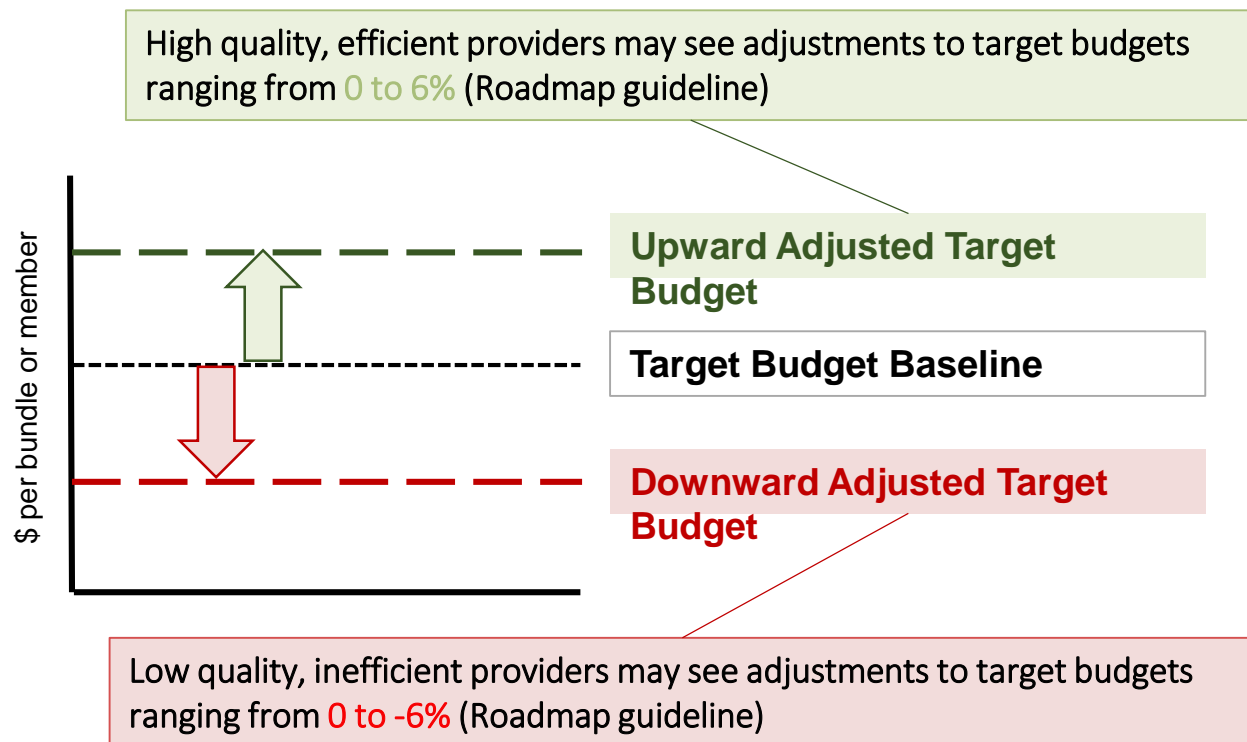 High quality, efficient providers may see adjustments to target budgets
ranging from 0 to 6% (Roadmap guideline)
$ per bundle or member
Upward Adjusted Target
Budget
Target Budget Baseline
Downward Adjusted Target
Budget
Low quality, inefficient providers may see adjustments to target budgets
ranging from 0 to -6% (Roadmap guideline)